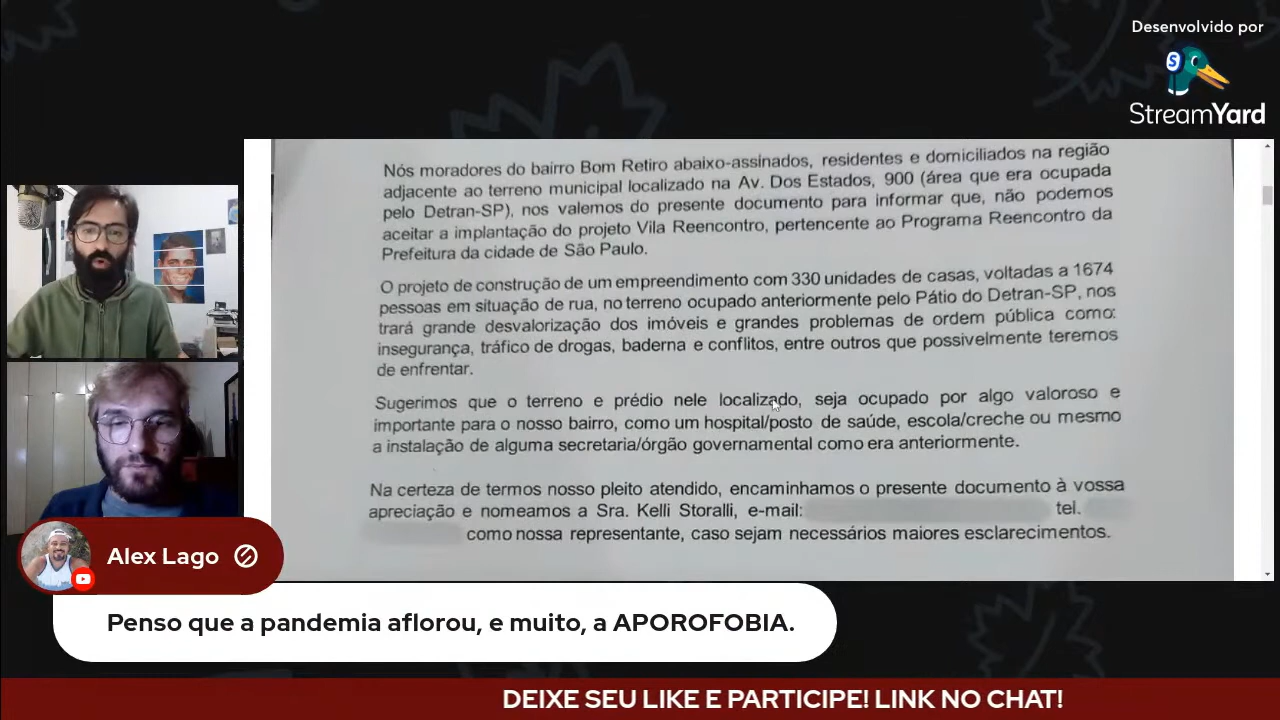 Desenvolvido por
StreamYard
Nós moradores do bairro Bom Retiro abaixo-assinados, residentes e domiciliados na região
adjacente ao terreno municipal localizado na Av. Dos Estados, 900 (área que era ocupada
pelo Detran-SP), nos valemos do presente documento para informar que, não podemos
aceitar a implantação do projeto Vila Reencontro, pertencente ao Programa Reencontro da
Prefeitura da cidade de São Paulo.
O projeto de construção de um empreendimento com 330 unidades de casas, voltadas a 1674
pessoas em situação de rua, no terreno ocupado anteriormente pelo Pátio do Detran-SP, nos
trará grande desvalorização dos imóveis e grandes problemas de ordem pública como:
insegurança, tráfico de drogas, baderna e conflitos, entre outros que possivelmente teremos
de enfrentar.
Sugerimos que o terreno e prédio nele localizado, seja ocupado por algo valoroso e
importante para o nosso bairro, como um hospital/posto de saúde, escola/creche ou mesmo
a instalação de alguma secretaria/órgão governamental como era anteriormente.
Na certeza de termos nosso pleito atendido, encaminhamos o presente documento à vossa
apreciação e nomeamos a Sra. Kelli Storalli, e-mail: tel.
como nossa representante, caso sejam necessários maiores esclarecimentos.
Alex Lago
Penso que a pandemia aflorou, e muito, a APOROFOBIA.
DEIXE SEU LIKE E PARTICIPE! LINK NO CHAT!